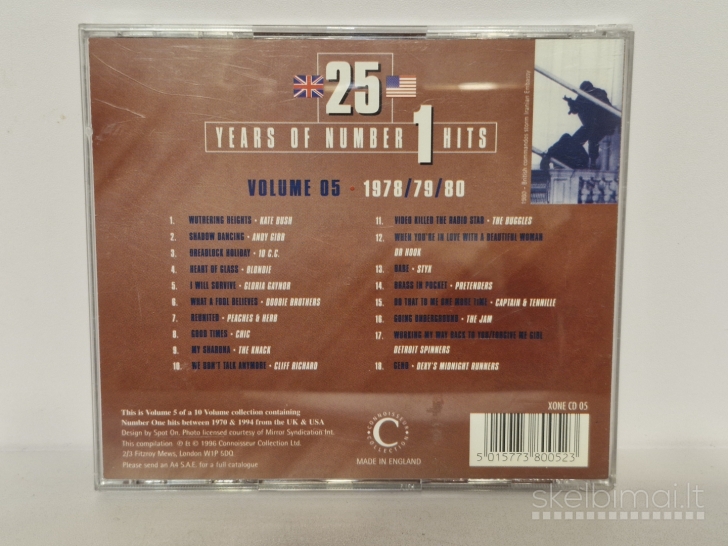 25
YEARS OF NUMBER 1 HITS
VOLUME 05 · 1978/79/80
1. WUTHERING HEIGHTS · KATE BUSH
2. SHADOW DANCING · ANDY GIBB
3. DREADLOCK HOLIDAY · 10 C.C.
4. HEART OF GLASS · BLONDIE
5. I WILL SURVIVE · GLORIA GAYNOR
6. WHAT A FOOL BELIEVES · DOOBIE BROTHERS
7. REUNITED · PEACHES & HERB
8. GOOD TIMES · CHIC
9. MY SHARONA · THE KNACK
10. WE DON'T TALK ANYMORE · CLIFF RICHARD
11. VIDEO KILLED THE RADIO STAR · THE BUGGLES
12. WHEN YOU'RE IN LOVE WITH A BEAUTIFUL WOMAN
DR HOOK
13. BABE · STYX
14. BRASS IN POCKET · PRETENDERS
15. DO THAT TO ME ONE MORE TIME · CAPTAIN & TENNILLE
16. GOING UNDERGROUND · THE JAM
17. WORKING MY WAY BACK TO YOU/FORGIVE ME GIRL
DETROIT SPINNERS
18. GENO · DEXY'S MIDNIGHT RUNNERS
1980 - British commandos storm Iranian Embassy
This is Volume 5 of a 10 Volume collection containing
Number One hits between 1970 & 1994 from the UK & USA
Design by Spot On. Photo licensed courtesy of Mirror Syndication Int.
This compilation ℗ & © 1996 Connoisseur Collection Ltd.
2/3 Fitzroy Mews, London W1P 5DQ.
Please send an A4 S.A.E. for a full catalogue
CONNOISSEUR COLLECTION
C
MADE IN ENGLAND
XONE CD 05
5 015773 800523
skelbimai.lt